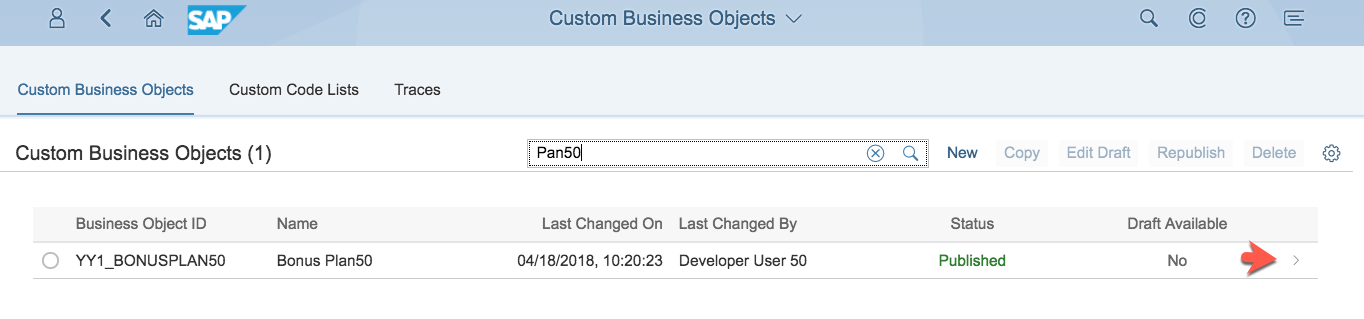 SAP Custom Business Objects
Custom Business Objects Custom Code Lists Traces
Custom Business Objects (1) Pan50 New Copy Edit Draft Republish Delete
Business Object ID Name Last Changed On Last Changed By Status Draft Available
YY1_BONUSPLAN50 Bonus Plan50 04/18/2018, 10:20:23 Developer User 50 Published No